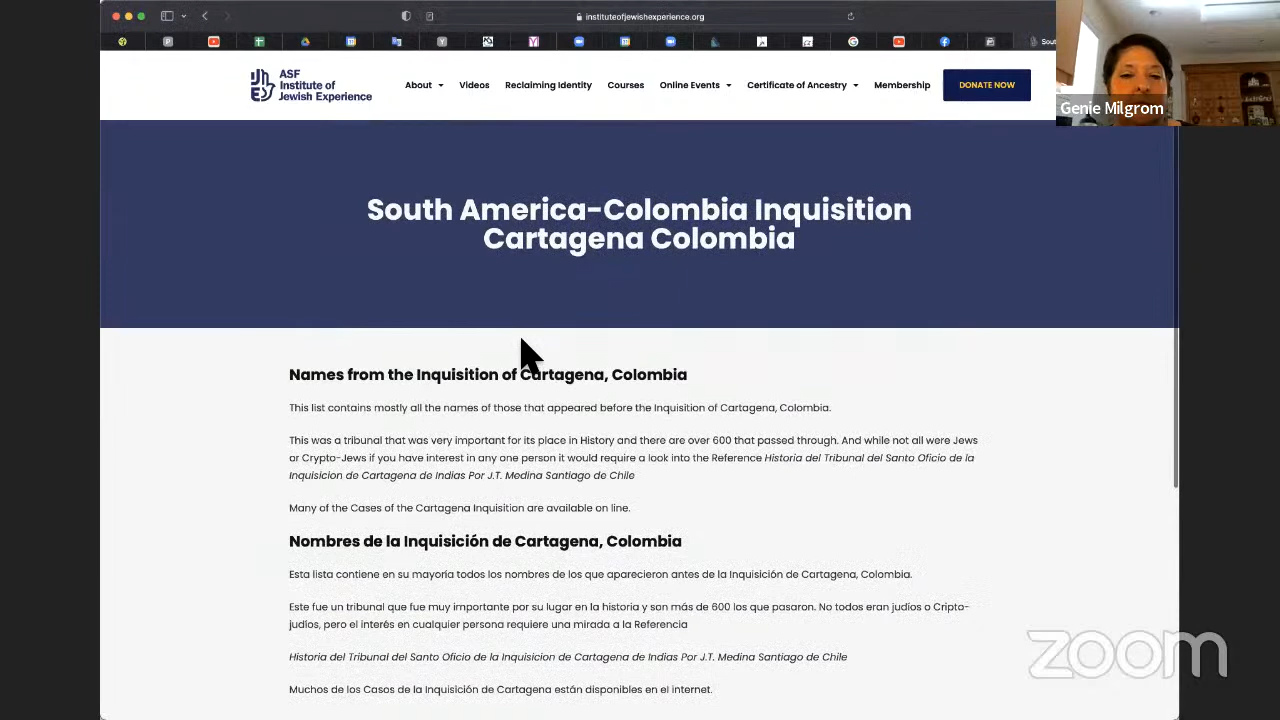 instituteofjewishexperience.org
ASF
Institute of
Jewish Experience
About
Videos
Reclaiming Identity
Courses
Online Events
Certificate of Ancestry
Membership
DONATE NOW
Genie Milgrom
South America-Colombia Inquisition
Cartagena Colombia
Names from the Inquisition of Cartagena, Colombia
This list contains mostly all the names of those that appeared before the Inquisition of Cartagena, Colombia.
This was a tribunal that was very important for its place in History and there are over 600 that passed through. And while not all were Jews
or Crypto-Jews if you have interest in any one person it would require a look into the Reference Historia del Tribunal del Santo Oficio de la
Inquisicion de Cartagena de Indias Por J.T. Medina Santiago de Chile
Many of the Cases of the Cartagena Inquisition are available on line.
Nombres de la Inquisición de Cartagena, Colombia
Esta lista contiene en su mayoría todos los nombres de los que aparecieron antes de la Inquisición de Cartagena, Colombia.
Este fue un tribunal que fue muy importante por su lugar en la historia y son más de 600 los que pasaron. No todos eran judíos o Cripto-
judíos, pero el interés en cualquier persona requiere una mirada a la Referencia
Historia del Tribunal del Santo Oficio de la Inquisicion de Cartagena de Indias Por J.T. Medina Santiago de Chile
Muchos de los Casos de la Inquisición de Cartagena están disponibles en el internet.
zoom